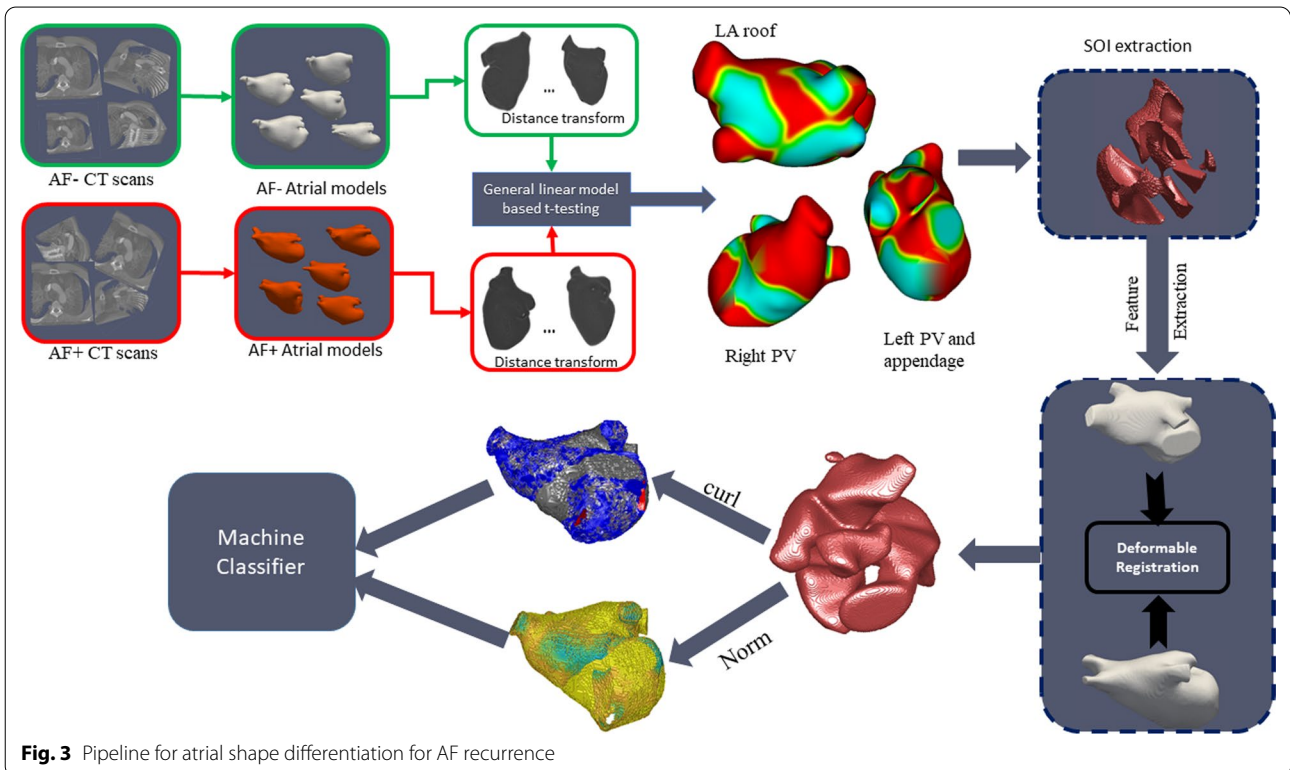 AF- CT scans
AF- Atrial models
...
Distance transform
General linear model
based t-testing
AF+ CT scans
AF+ Atrial models
...
Distance transform
LA roof
Right PV
Left PV and
appendage
SOI extraction
Feature
Extraction
Deformable
Registration
curl
Norm
Machine
Classifier
Fig. 3 Pipeline for atrial shape differentiation for AF recurrence